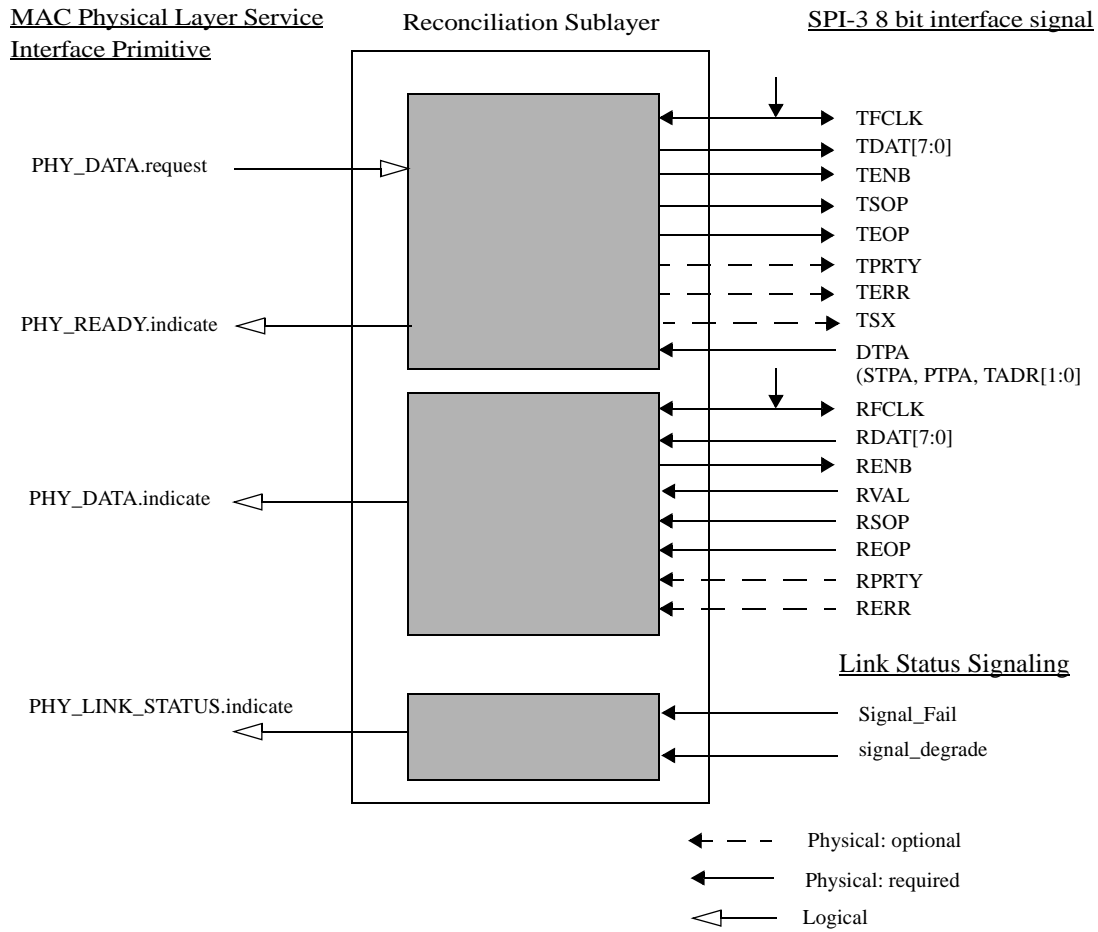 MAC Physical Layer Service
Interface Primitive
Reconciliation Sublayer
SPI-3 8 bit interface signal
PHY_DATA.request
PHY_READY.indicate
TFCLK
TDAT[7:0]
TENB
TSOP
TEOP
TPRTY
TERR
TSX
DTPA
(STPA, PTPA, TADR[1:0]
PHY_DATA.indicate
RFCLK
RDAT[7:0]
RENB
RVAL
RSOP
REOP
RPRTY
RERR
Link Status Signaling
PHY_LINK_STATUS.indicate
Signal_Fail
signal_degrade
Physical: optional
Physical: required
Logical